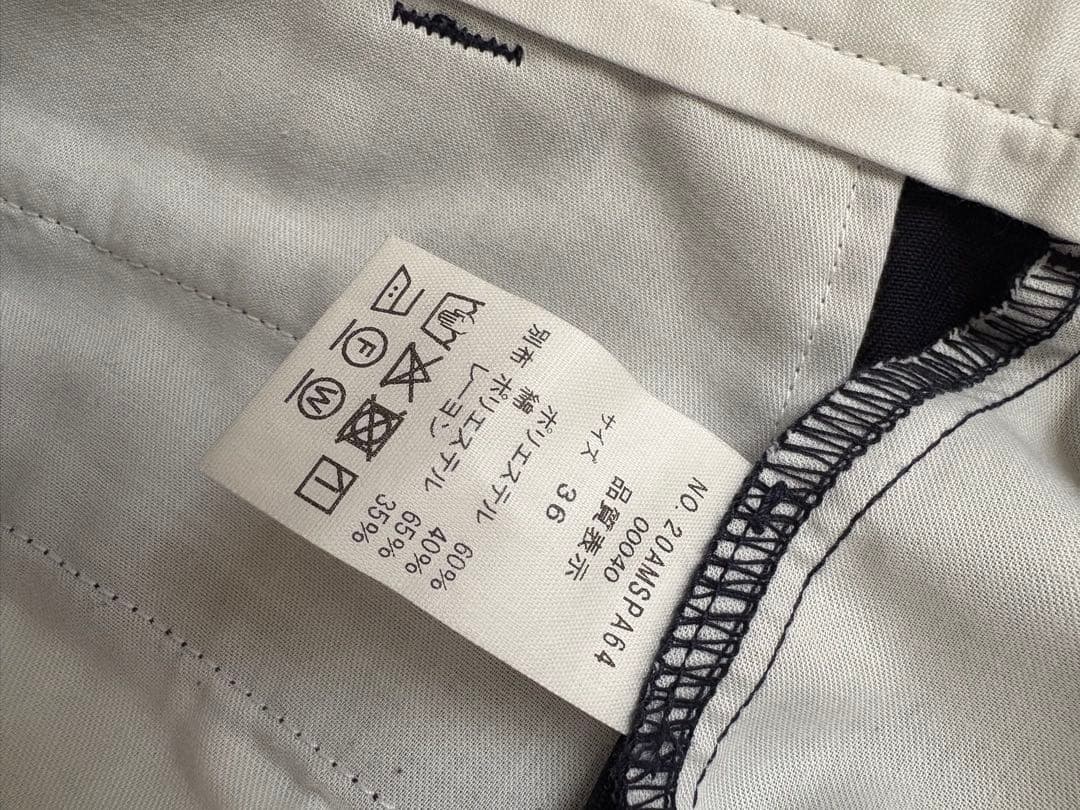 NO.20AMSPA64
00040
品質表示
サイズ 36
ポリエステル 60%
綿 40%
別布 ポリエステル 65%
レーヨン 35%
F
W